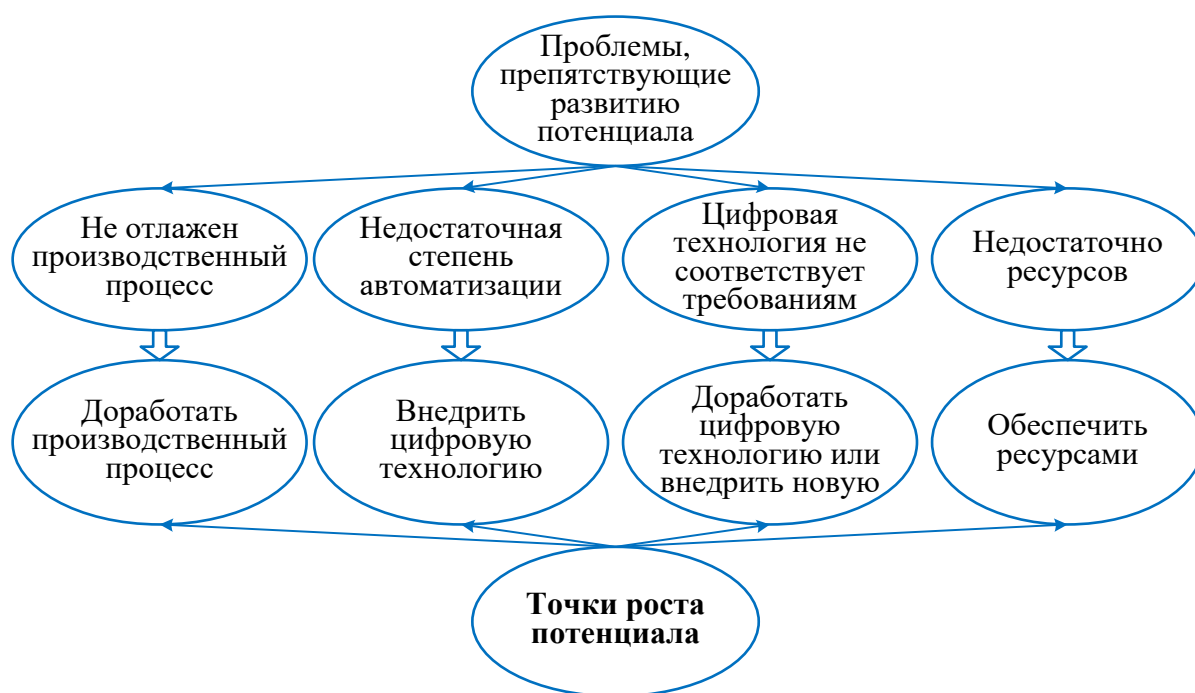 Проблемы,
препятствующие
развитию
потенциала
Не отлажен
производственный
процесс
Недостаточная
степень
автоматизации
Цифровая
технология не
соответствует
требованиям
Недостаточно
ресурсов
Доработать
производственный
процесс
Внедрить
цифровую
технологию
Доработать
цифровую
технологию или
внедрить новую
Обеспечить
ресурсами
Точки роста
потенциала